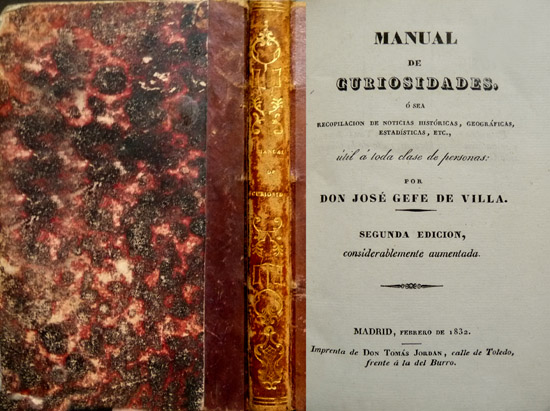 MANUAL
DE
CURIOSID
MANUAL
DE
CURIOSIDADES,
Ó SEA
RECOPILACION DE NOTICIAS HISTÓRICAS, GEOGRÁFICAS,
ESTADÍSTICAS, ETC.,
útil á toda clase de personas:
POR
DON JOSÉ GEFE DE VILLA.
SEGUNDA EDICION,
considerablemente aumentada.
MADRID, FEBRERO DE 1832.
Imprenta de DON TOMÁS JORDAN, calle de Toledo,
frente á la del Burro.